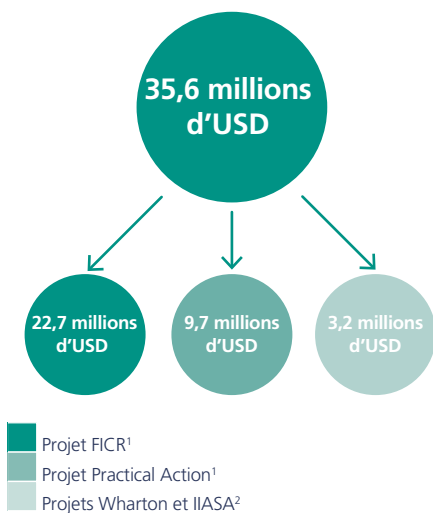 35,6 millions
d’USD
22,7 millions
d’USD
9,7 millions
d’USD
3,2 millions
d’USD
Projet FICR¹
Projet Practical Action¹
Projets Wharton et IIASA²